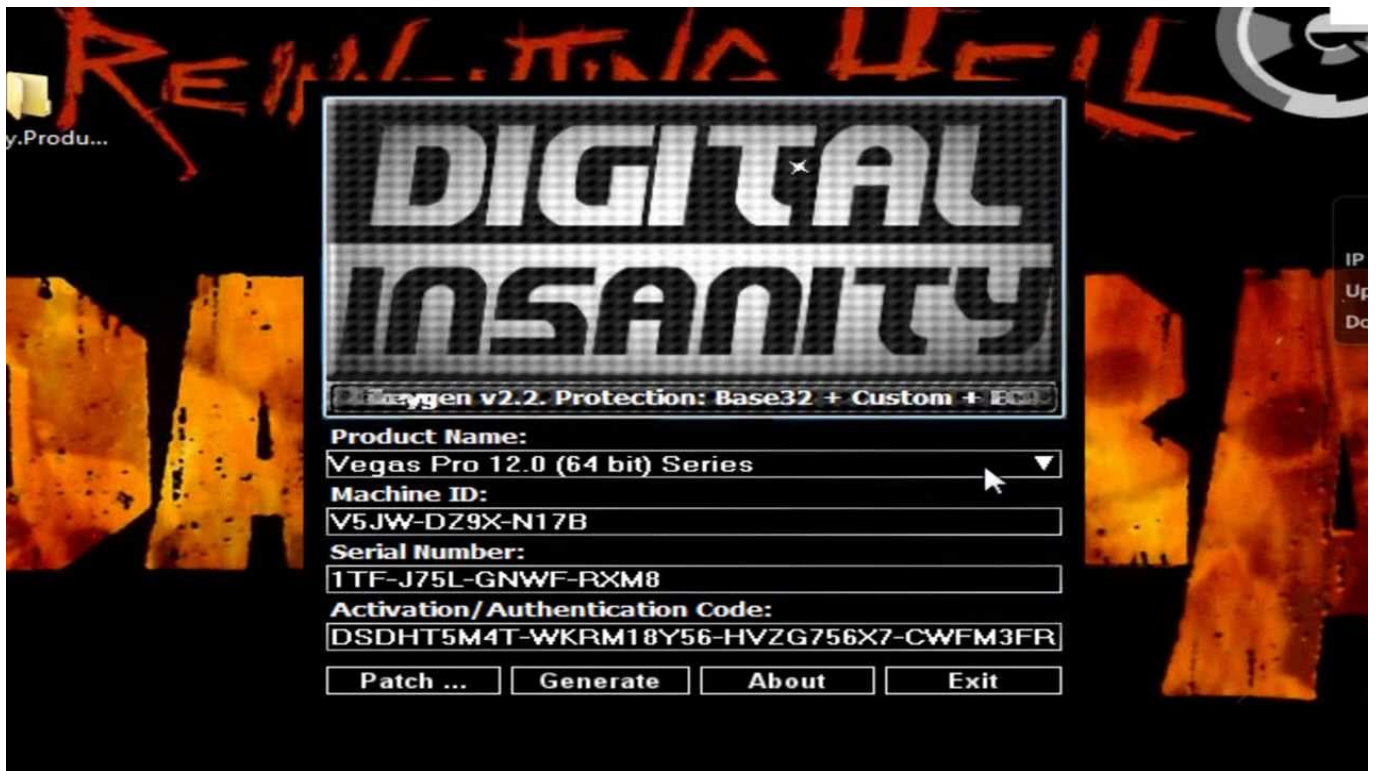 HELL
y.Produ...
DIGITAL
INSANITY
Keygen v2.2. Protection: Base32 + Custom +
IP
Up
Do
Product Name:
Vegas Pro 12.0 (64 bit) Series
Machine ID:
V5JW-DZ9X-N17B
Serial Number:
1TF-J75L-GNWF-RXM8
Activation/Authentication Code:
DSDHT5M4T-WKRM18Y56-HVZG756X7-CWFM3FR
Patch ...
Generate
About
Exit